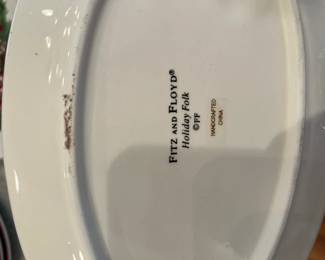 FITZ AND FLOYD®
Holiday Folk
©FF
HANDCRAFTED
CHINA